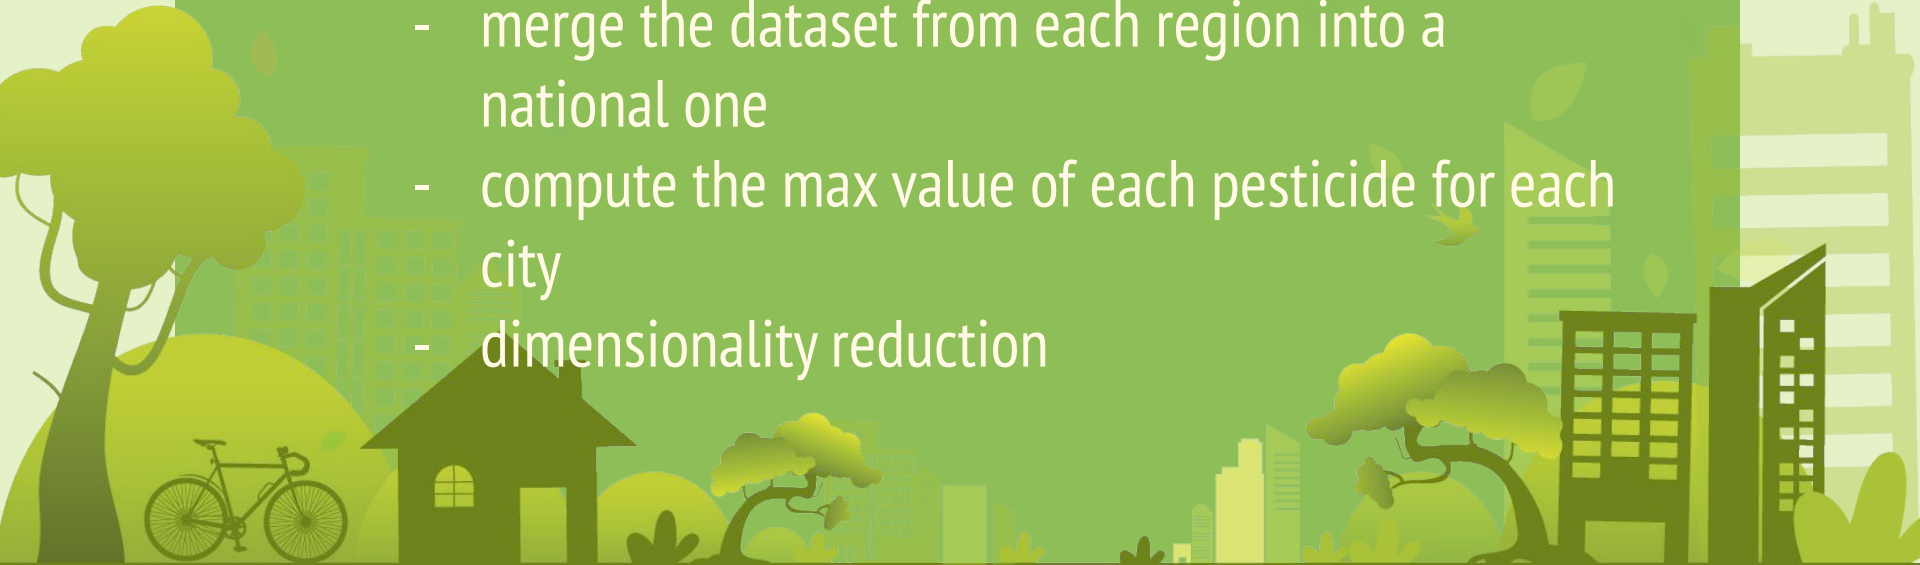 - merge the dataset from each region into a
national one
- compute the max value of each pesticide for each
city
- dimensionality reduction